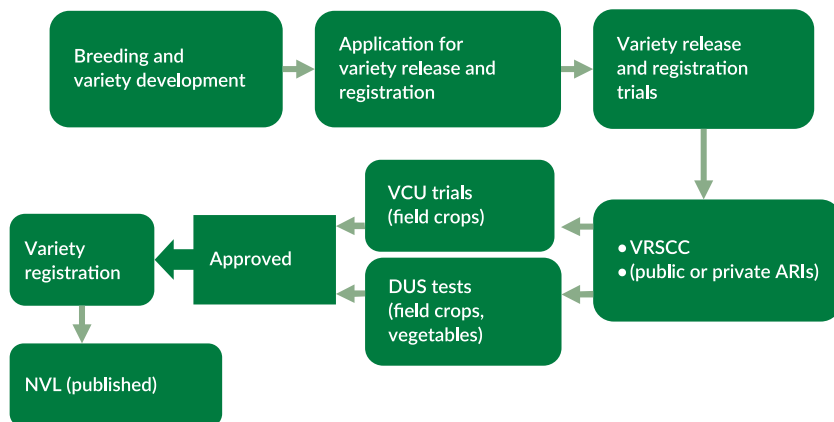 Breeding and
variety development
Application for
variety release and
registration
Variety release
and registration
trials
VCU trials
(field crops)
Variety
registration
Approved
• VRSCC
• (public or private ARIs)
DUS tests
(field crops,
vegetables)
NVL (published)